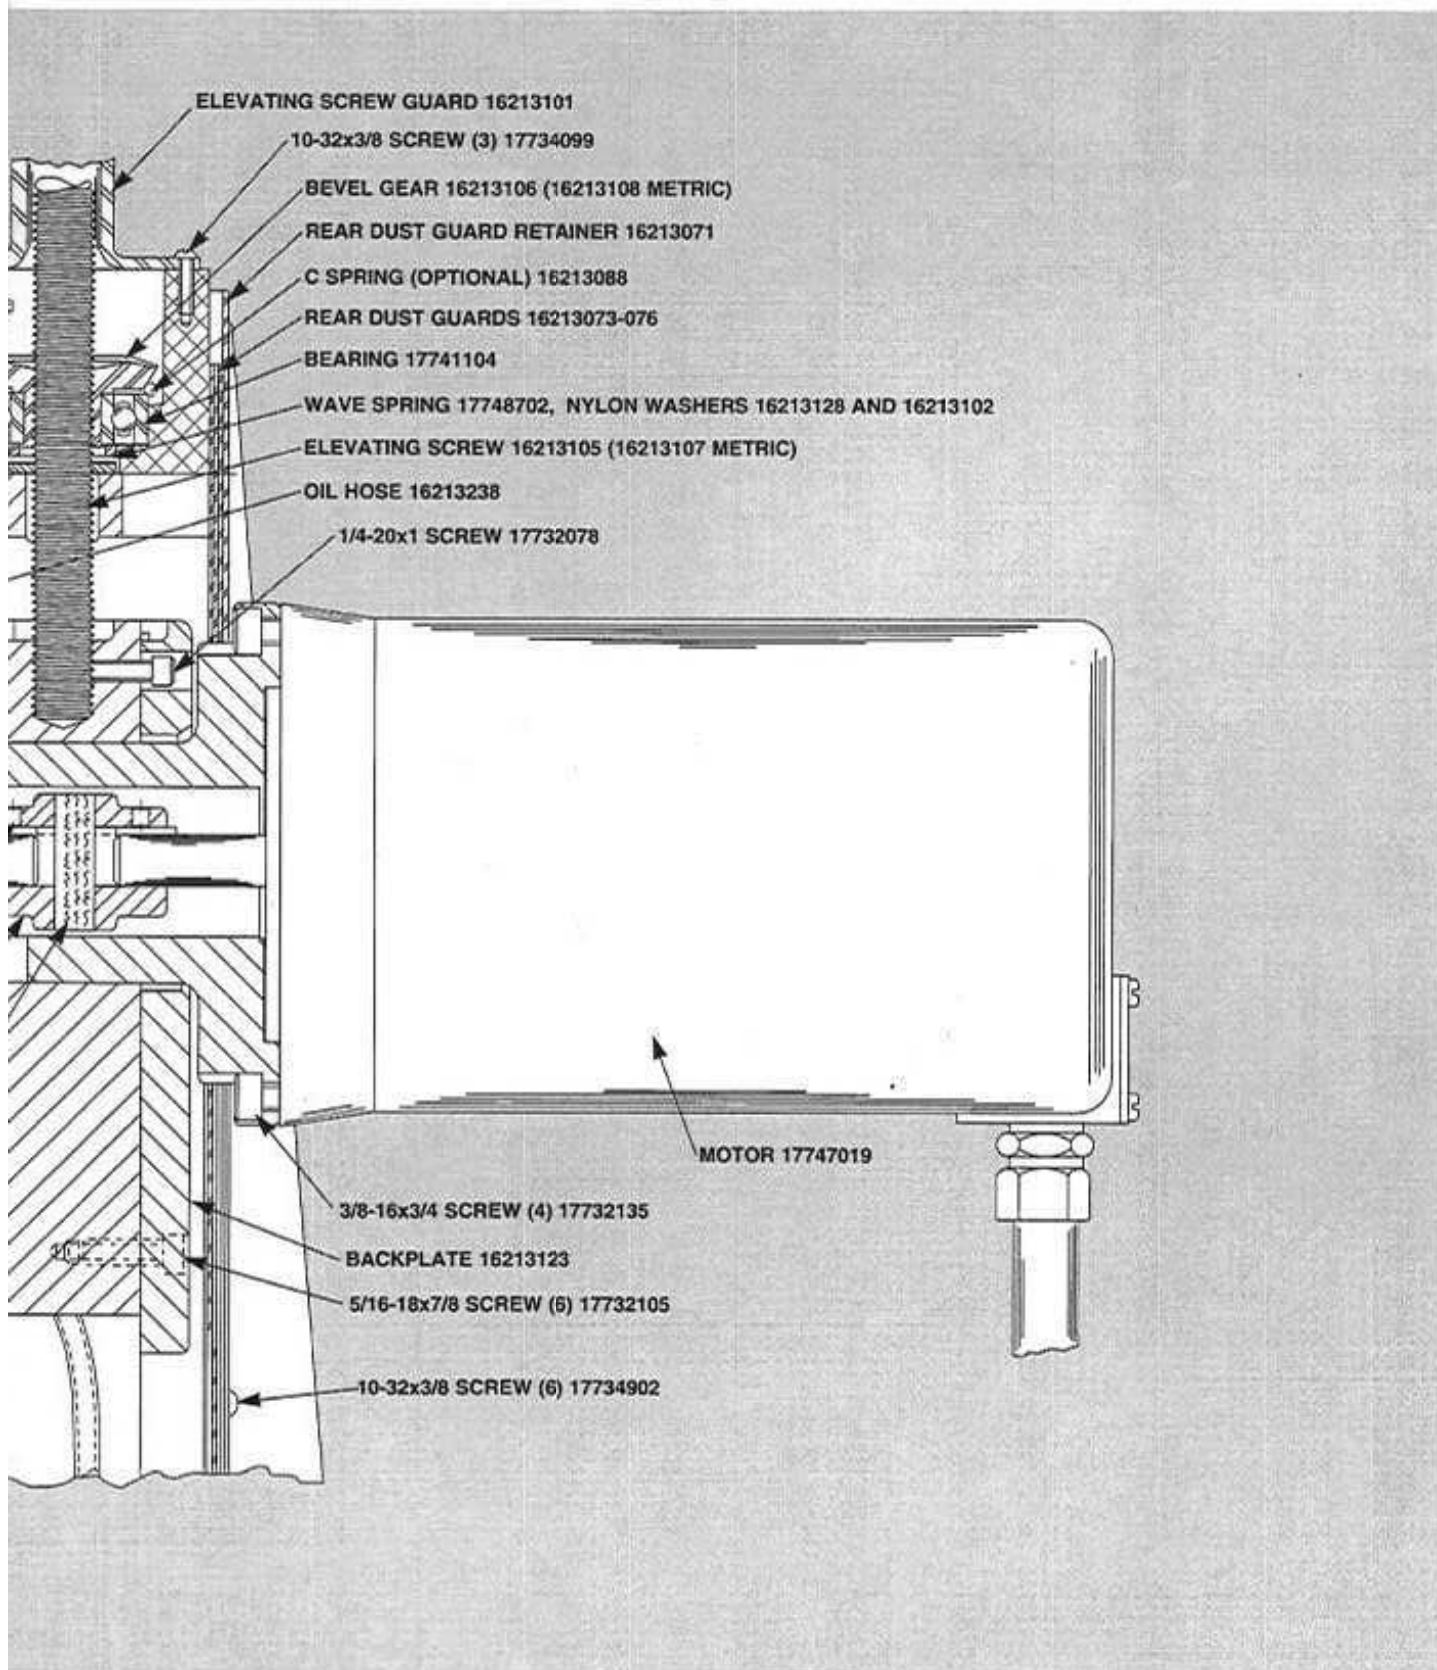 ELEVATING SCREW GUARD 16213101
10-32x3/8 SCREW (3) 17734099
BEVEL GEAR 16213106 (16213108 METRIC)
REAR DUST GUARD RETAINER 16213071
C SPRING (OPTIONAL) 16213088
REAR DUST GUARDS 16213073-076
BEARING 17741104
WAVE SPRING 17748702, NYLON WASHERS 16213128 AND 16213102
ELEVATING SCREW 16213105 (16213107 METRIC)
OIL HOSE 16213238
1/4-20x1 SCREW 17732078
MOTOR 17747019
3/8-16x3/4 SCREW (4) 17732135
BACKPLATE 16213123
5/16-18x7/8 SCREW (6) 17732105
10-32x3/8 SCREW (6) 17734902